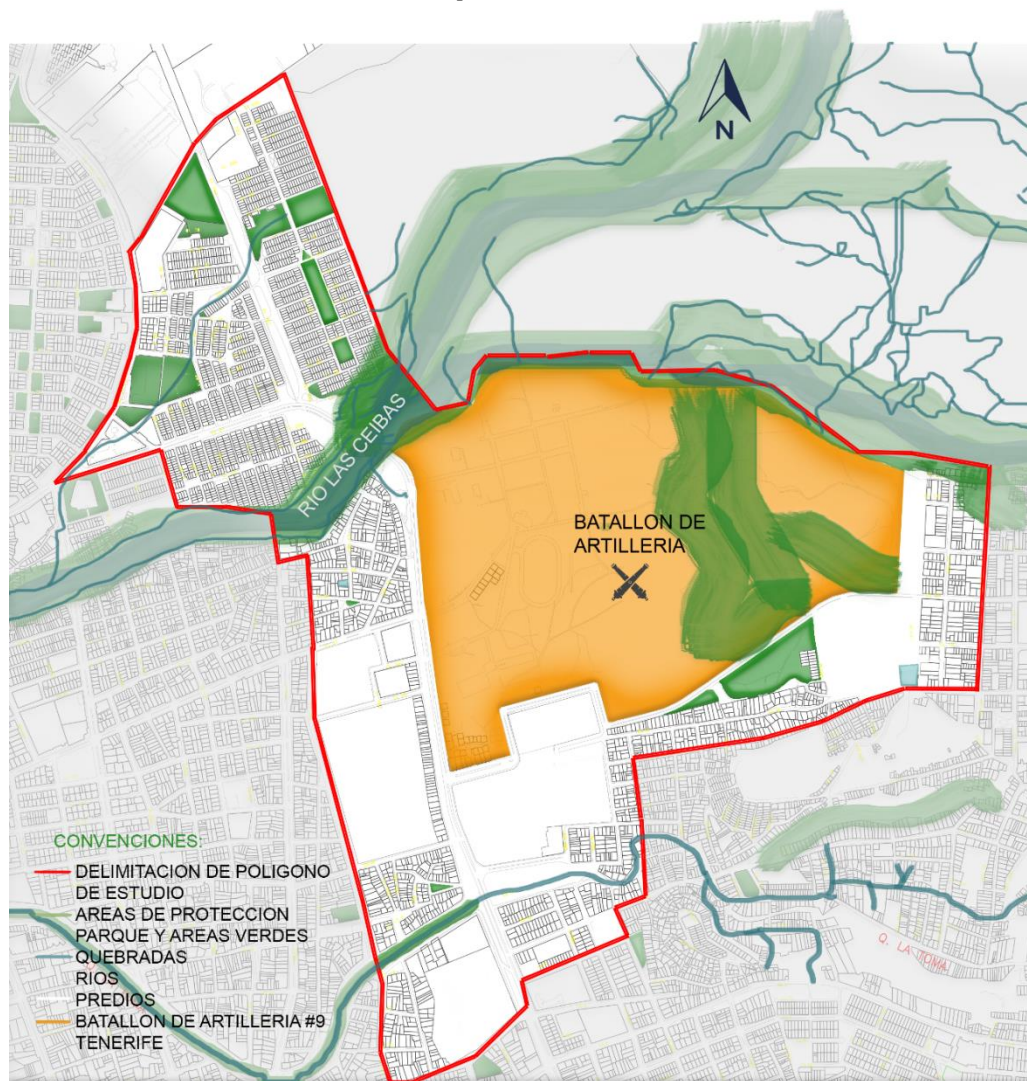 N
RIO LAS CEIBAS
BATALLON DE
ARTILLERIA
CONVENCIONES:
DELIMITACION DE POLIGONO
DE ESTUDIO
AREAS DE PROTECCION
PARQUE Y AREAS VERDES
QUEBRADAS
RIOS
PREDIOS
BATALLON DE ARTILLERIA #9
TENERIFE
Q. LA TOMA